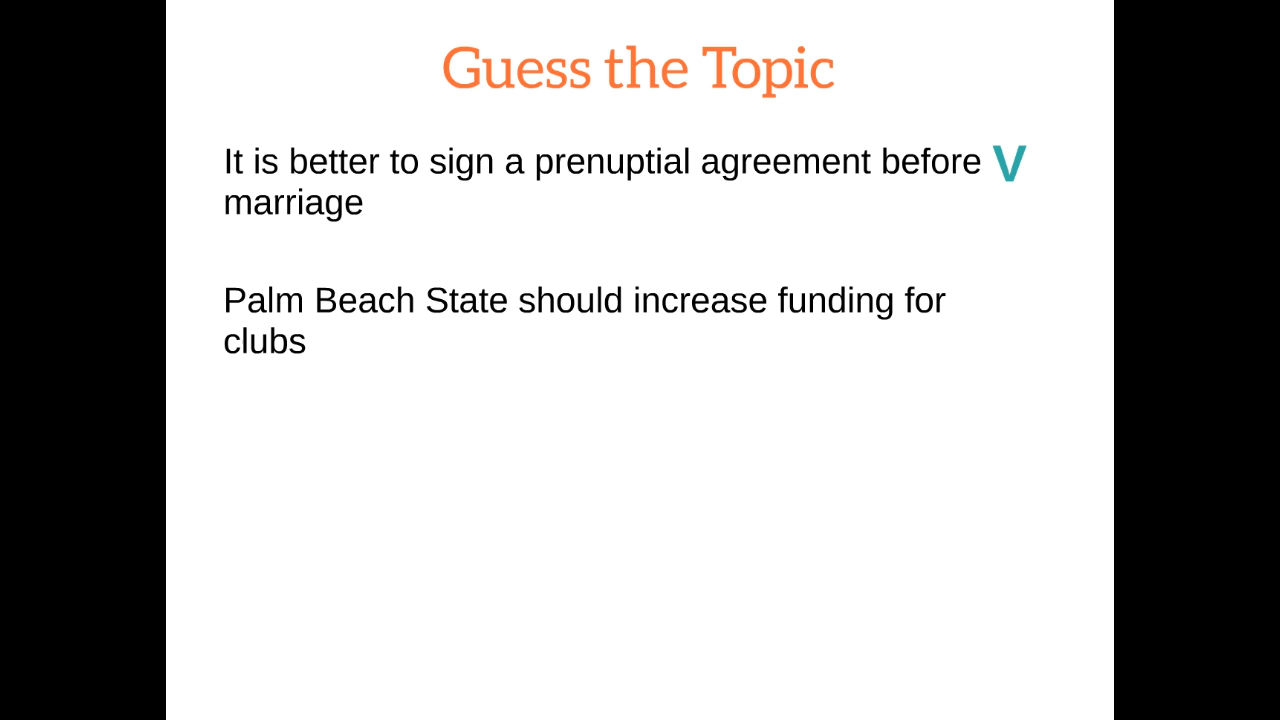 Guess the Topic
It is better to sign a prenuptial agreement before V
marriage
Palm Beach State should increase funding for
clubs